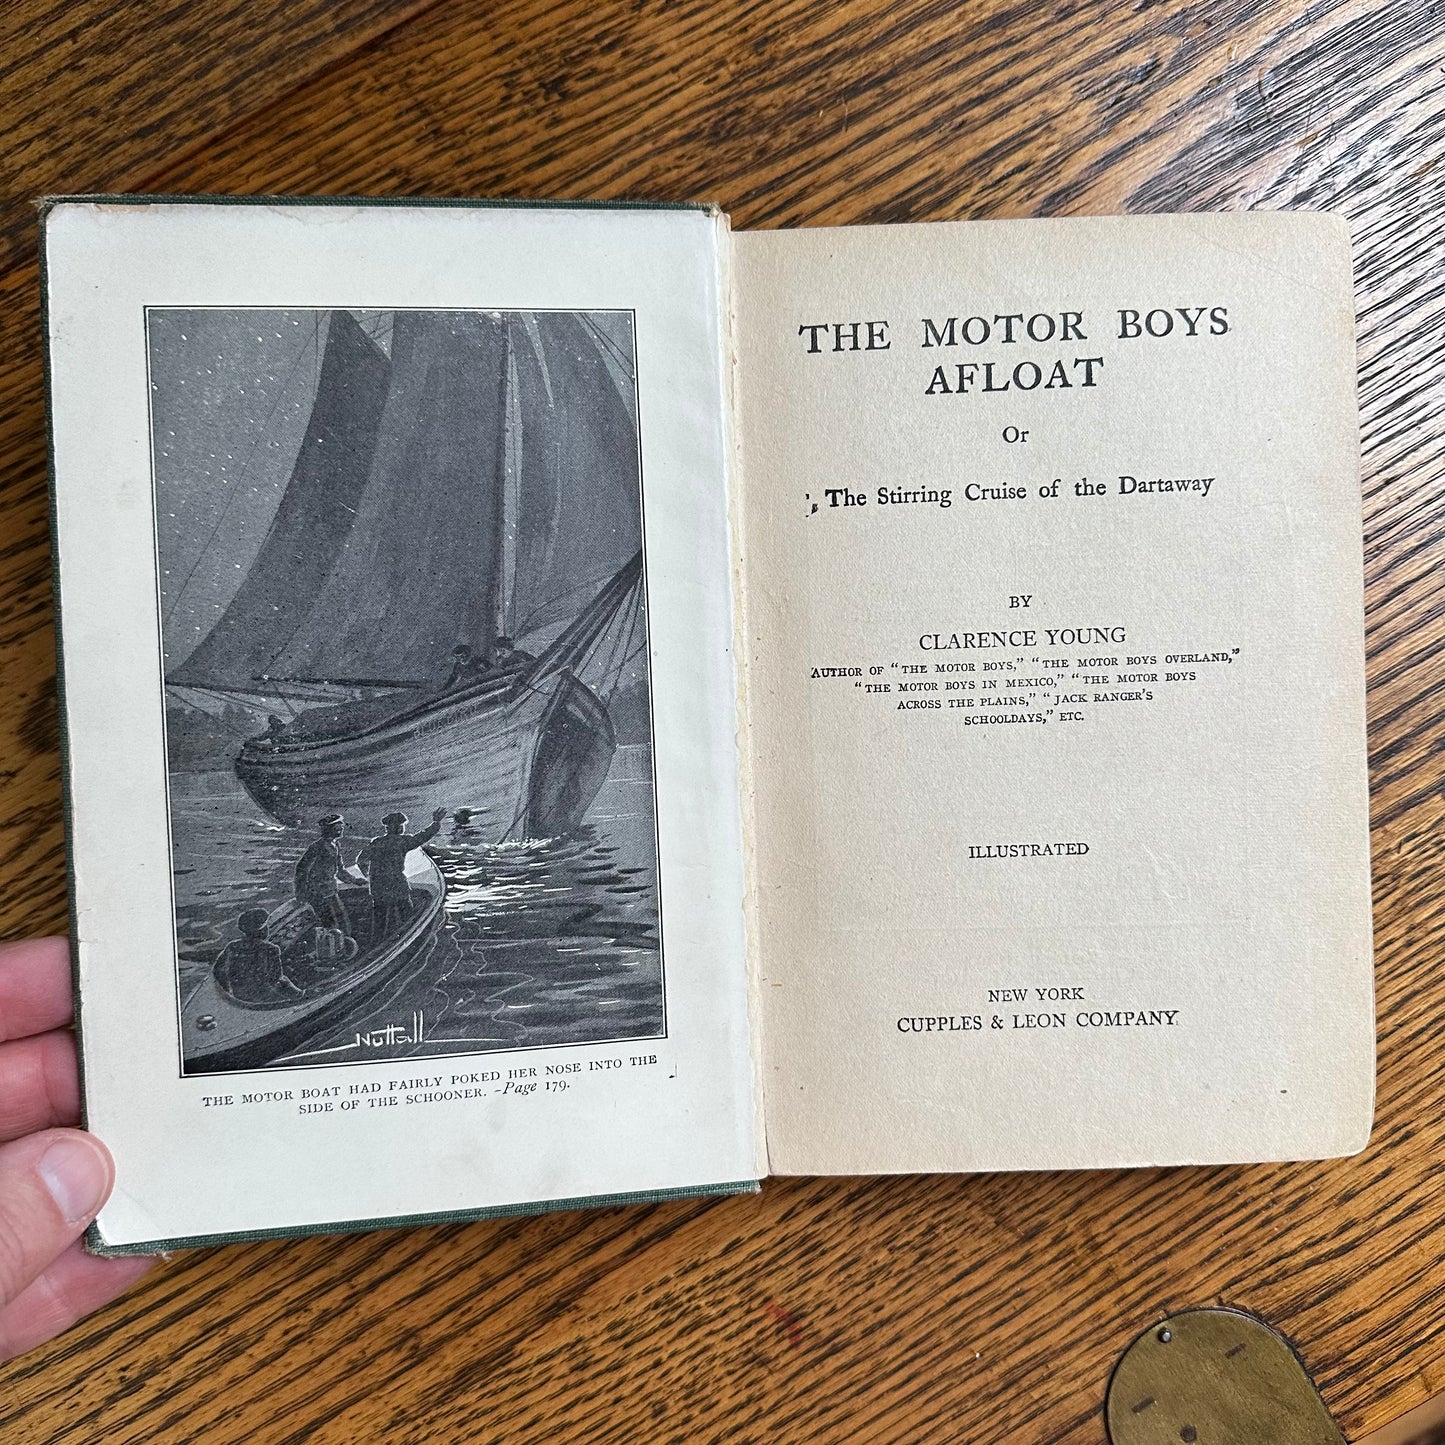 Nuttall
THE MOTOR BOAT HAD FAIRLY POKED HER NOSE INTO THE
SIDE OF THE SCHOONER. -Page 179.
THE MOTOR BOYS
AFLOAT
Or
The Stirring Cruise of the Dartaway
BY
CLARENCE YOUNG
AUTHOR OF "THE MOTOR BOYS," "THE MOTOR BOYS OVERLAND,"
"THE MOTOR BOYS IN MEXICO," "THE MOTOR BOYS
ACROSS THE PLAINS," "JACK RANGER'S
SCHOOLDAYS," ETC.
ILLUSTRATED
NEW YORK
CUPPLES & LEON COMPANY